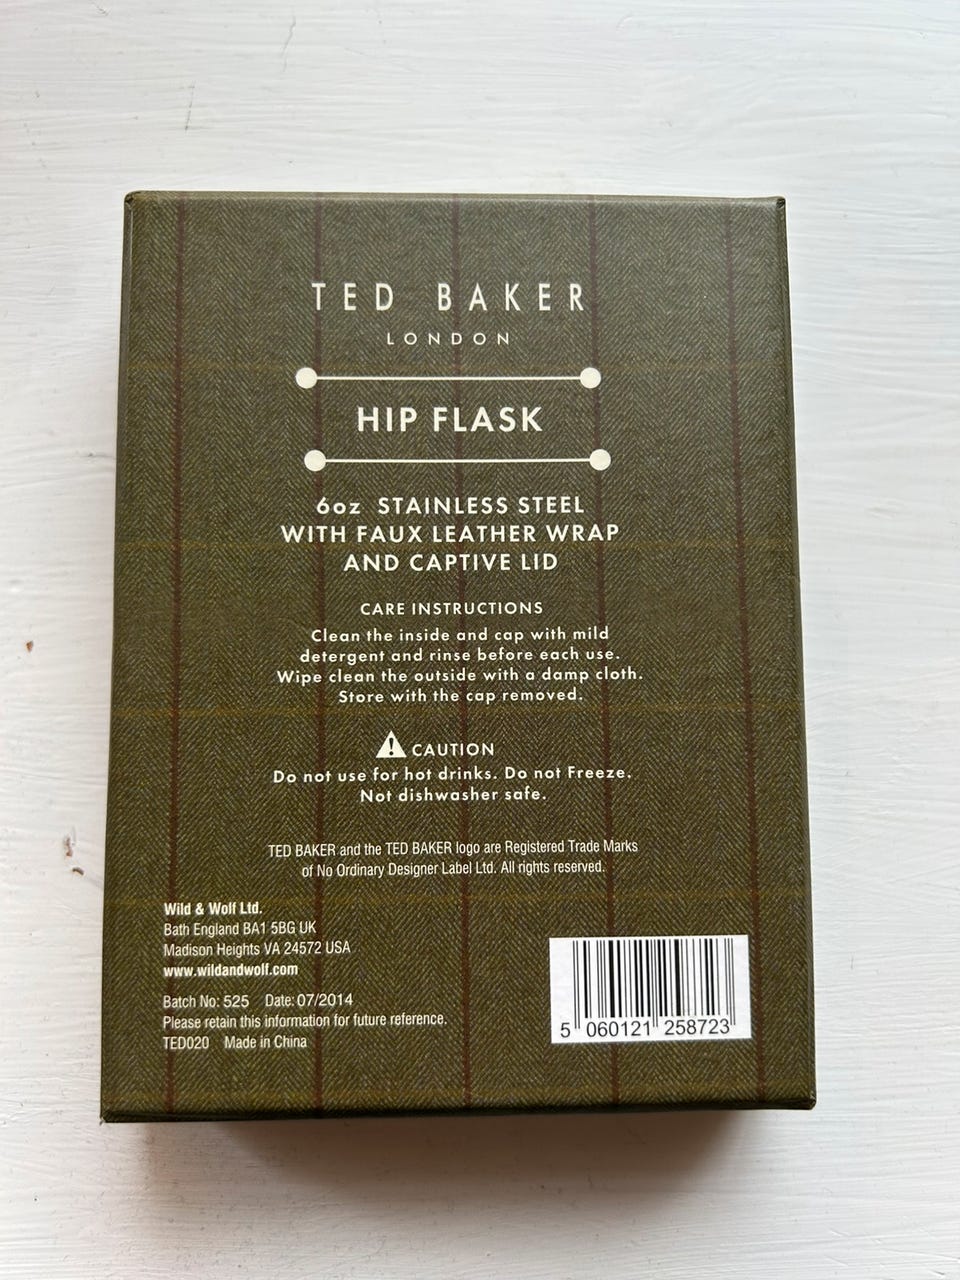 TED BAKER
LONDON
HIP FLASK
6oz STAINLESS STEEL
WITH FAUX LEATHER WRAP
AND CAPTIVE LID
CARE INSTRUCTIONS
Clean the inside and cap with mild
detergent and rinse before each use.
Wipe clean the outside with a damp cloth.
Store with the cap removed.
CAUTION
Do not use for hot drinks. Do not Freeze.
Not dishwasher safe.
TED BAKER and the TED BAKER logo are Registered Trade Marks
of No Ordinary Designer Label Ltd. All rights reserved.
Wild & Wolf Ltd.
Bath England BA1 5BG UK
Madison Heights VA 24572 USA
www.wildandwolf.com
Batch No: 525 Date: 07/2014
Please retain this information for future reference.
TED020 Made in China
5 060121 258723